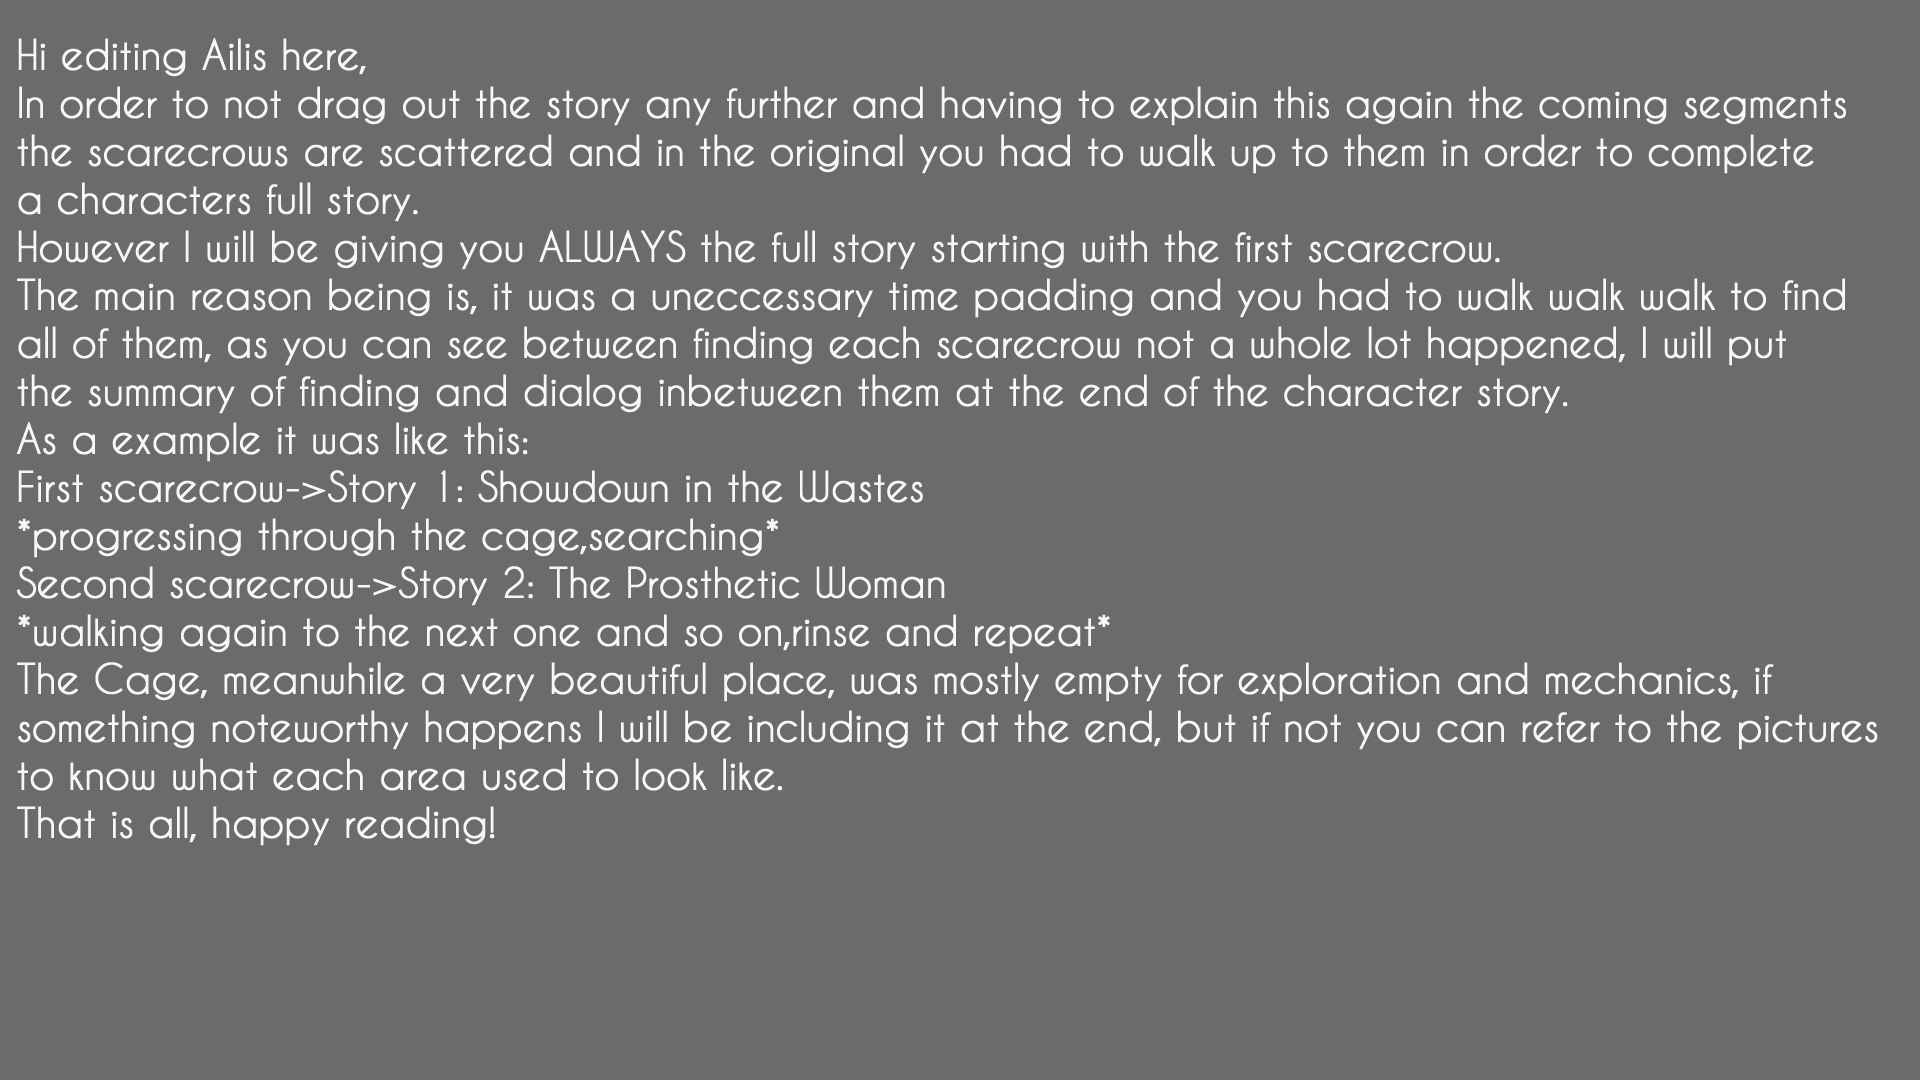 Hi editing Ailis here,
In order to not drag out the story any further and having to explain this again the coming segments
the scarecrows are scattered and in the original you had to walk up to them in order to complete
a characters full story.
However I will be giving you ALWAYS the full story starting with the first scarecrow.
The main reason being is, it was a uneccessary time padding and you had to walk walk walk to find
all of them, as you can see between finding each scarecrow not a whole lot happened, I will put
the summary of finding and dialog inbetween them at the end of the character story.
As a example it was like this:
First scarecrow->Story 1: Showdown in the Wastes
*progressing through the cage,searching*
Second scarecrow->Story 2: The Prosthetic Woman
*walking again to the next one and so on,rinse and repeat*
The Cage, meanwhile a very beautiful place, was mostly empty for exploration and mechanics, if
something noteworthy happens I will be including it at the end, but if not you can refer to the pictures
to know what each area used to look like.
That is all, happy reading!